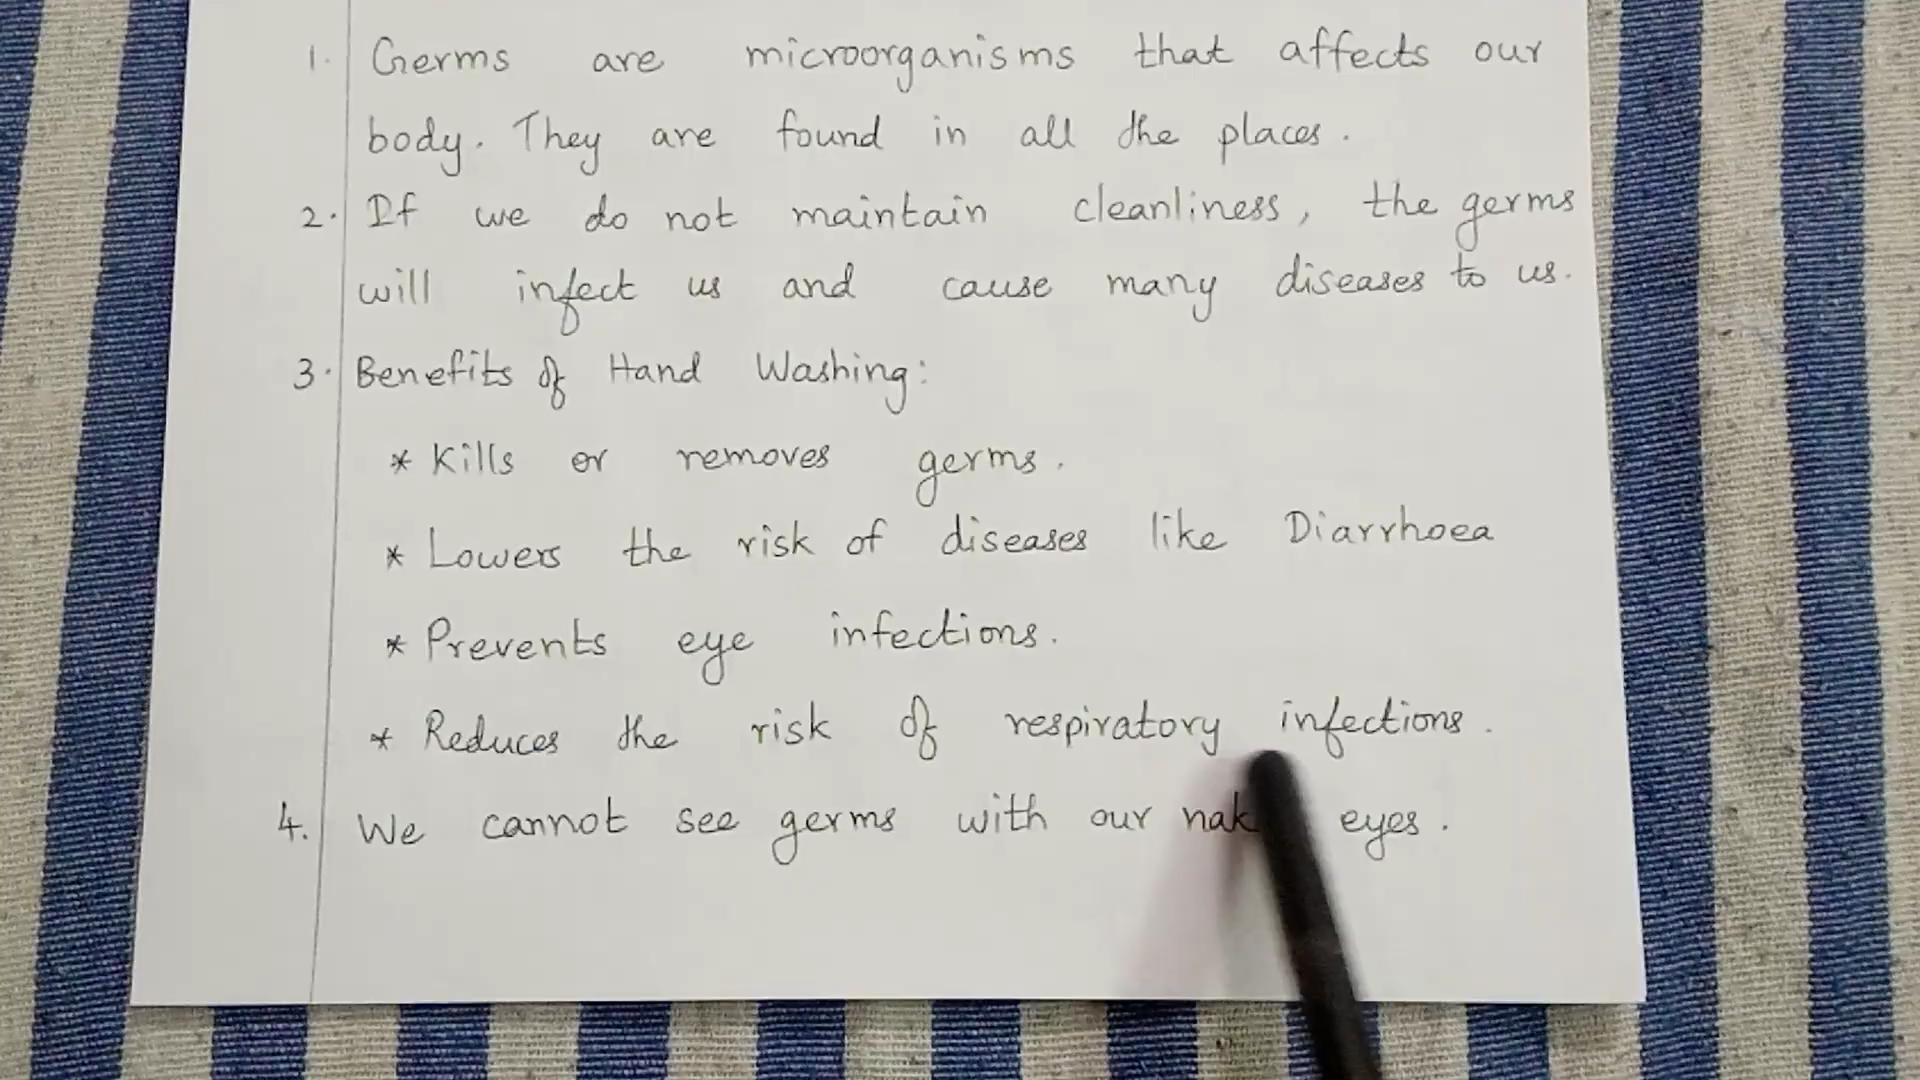 1. Germs are microorganisms that affects our
body. They are found in all the places.
2. If we do not maintain cleanliness, the germs
will infect us and cause many diseases to us.
3. Benefits of Hand Washing:
* Kills or removes germs.
* Lowers the risk of diseases like Diarrhoea
* Prevents eye infections.
* Reduces the risk of respiratory infections.
4. We cannot see germs with our eyes.